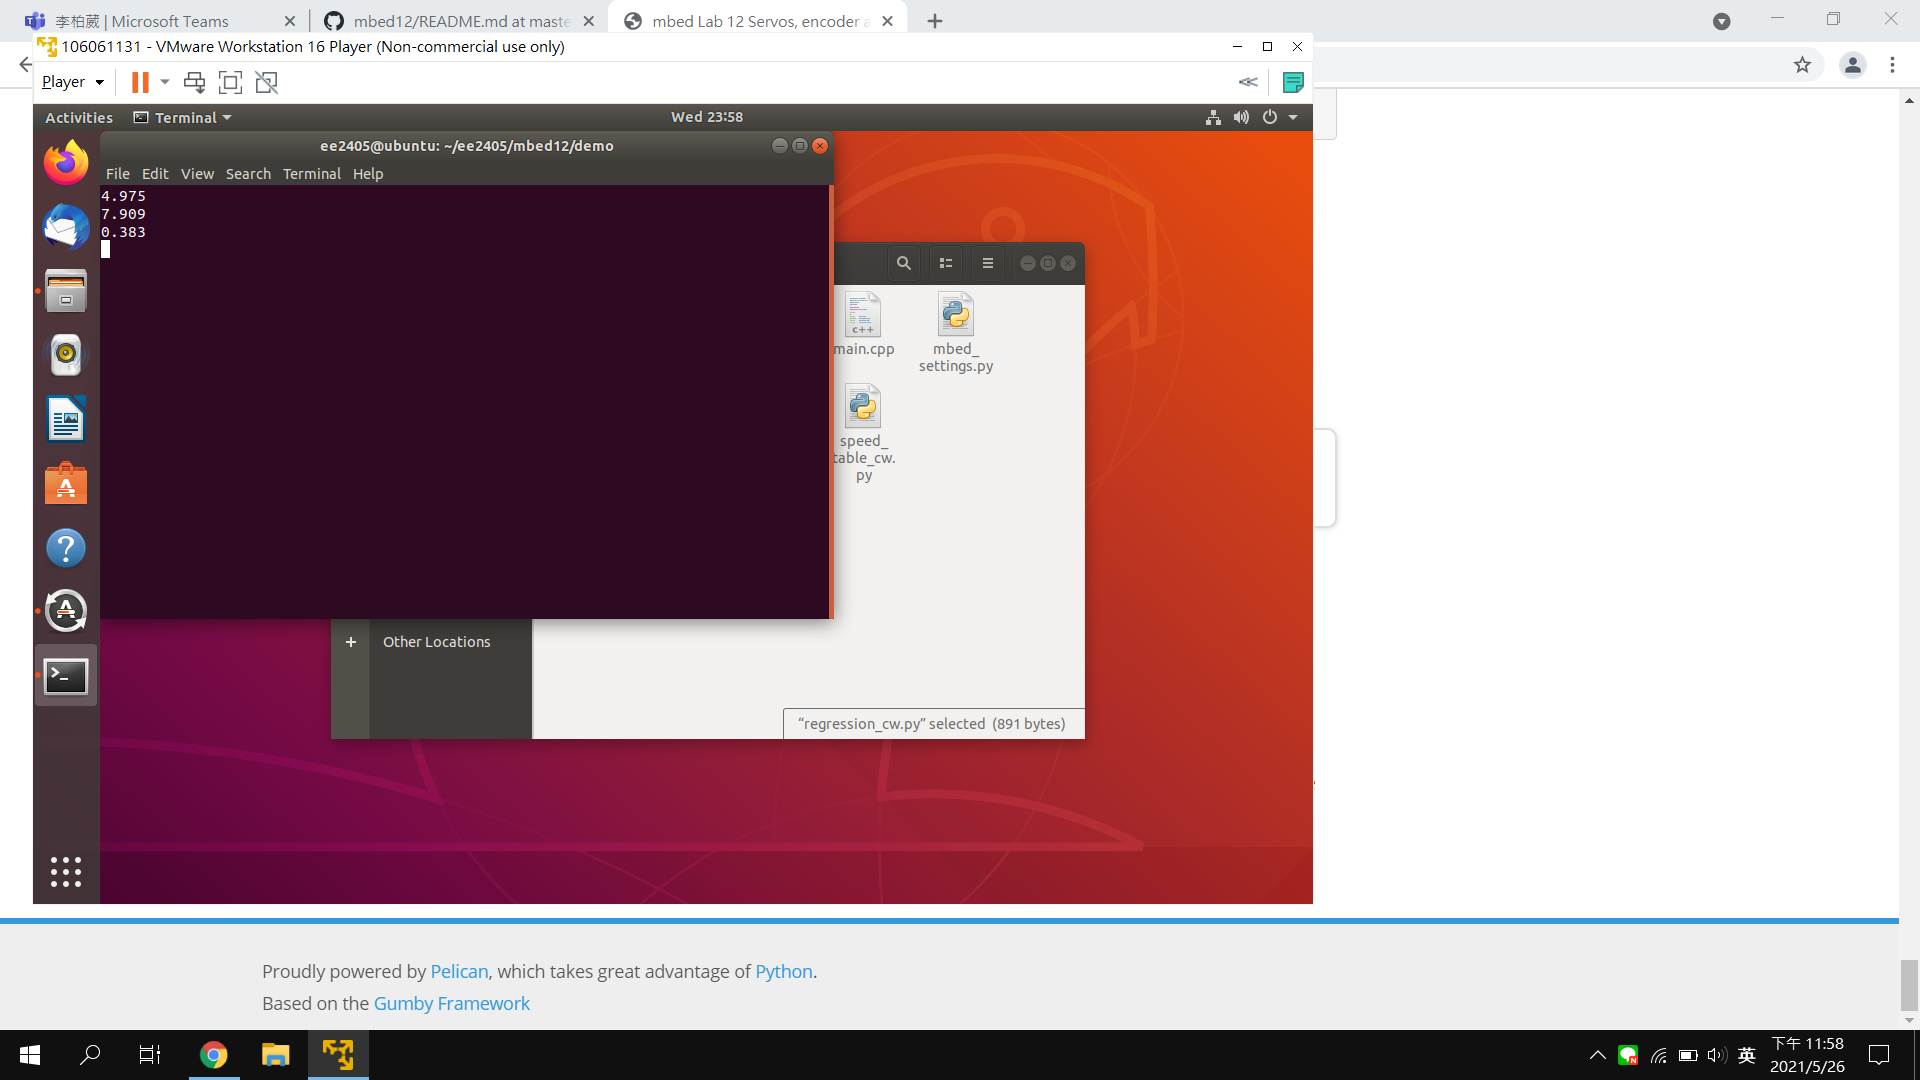 李柏葳 | Microsoft Teams
mbed12/README.md at maste
mbed Lab 12 Servos, encoder a
106061131 - VMware Workstation 16 Player (Non-commercial use only)
Player
Activities
Terminal
Wed 23:58
ee2405@ubuntu: ~/ee2405/mbed12/demo
File Edit View Search Terminal Help
4.975
7.909
0.383
c++
main.cpp
mbed_
settings.py
speed_
table_cw.
py
+ Other Locations
“regression_cw.py” selected (891 bytes)
Proudly powered by Pelican, which takes great advantage of Python.
Based on the Gumby Framework
英
下午 11:58
2021/5/26